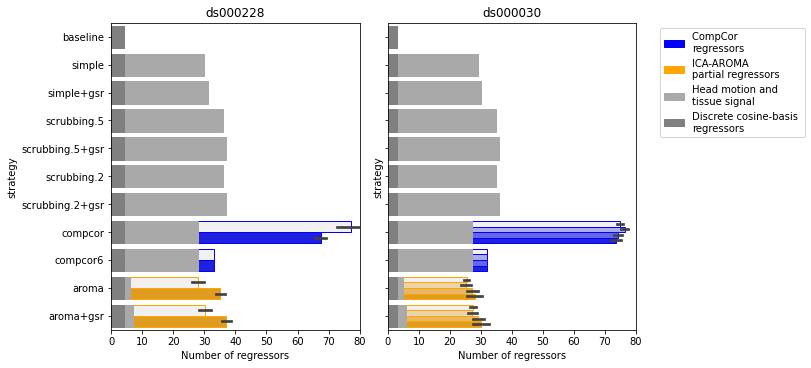 ds000228
ds000030
strategy
baseline
simple
simple+gsr
scrubbing.5
scrubbing.5+gsr
scrubbing.2
scrubbing.2+gsr
compcor
compcor6
aroma
aroma+gsr
0 10 20 30 40 50 60 70 80
Number of regressors
strategy
0 10 20 30 40 50 60 70 80
Number of regressors
CompCor
regressors
ICA-AROMA
partial regressors
Head motion and
tissue signal
Discrete cosine-basis
regressors